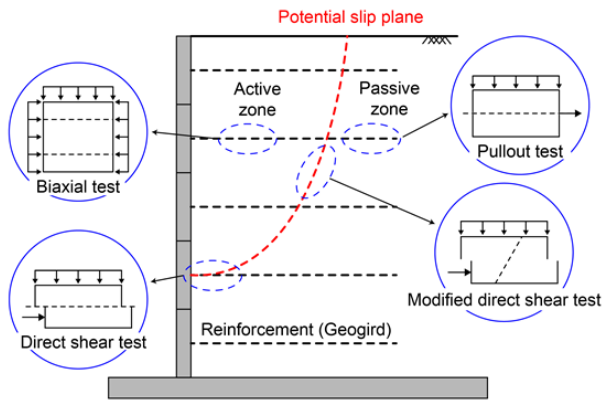 Potential slip plane
Active
zone
Passive
zone
Biaxial test
Pullout test
Direct shear test
Modified direct shear test
Reinforcement (Geogird)